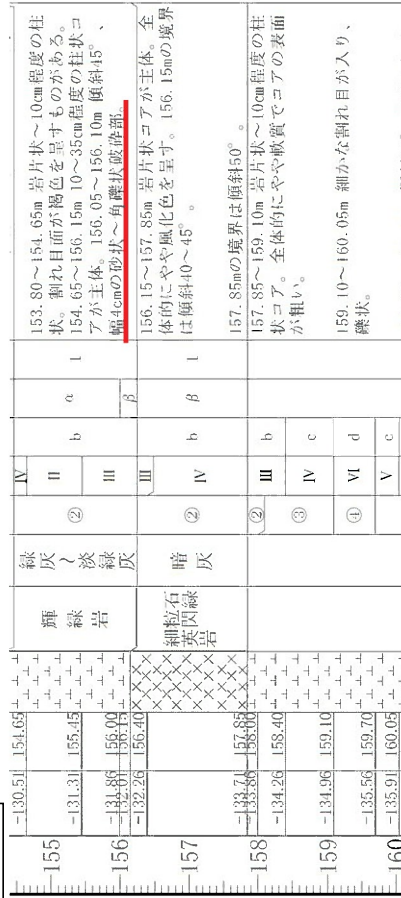 153.80～154.65m 岩片状～10cm程度の柱
状。割れ目面が褐色を呈すものがある。
154.65～156.15m 10～35cm程度の柱状コ
アが主体。156.05～156.10m 傾斜45°、
幅4cmの砂状～角礫状破砕部。
156.15～157.85m 岩片状コアが主体。全
体的にやや風化色を呈す。156.15mの境界
は傾斜40～45°。
157.85mの境界は傾斜50°。
157.85～159.10m 岩片状～10cm程度の柱
状コア。全体的にやや軟質でコアの表面
が粗い。
159.10～160.05m 細かな割れ目が入り、
礫状。
1 1
α β β
b b b c d c
Ⅳ Ⅱ Ⅲ Ⅲ Ⅳ Ⅲ Ⅳ Ⅵ Ⅴ
② ② ② ③ ④
緑灰～淡緑灰
暗灰
輝緑岩
細粒石英閃緑岩
154.65 155.45 156.00 156.15 156.40 157.85 158.00 158.40 159.10 159.70 160.05
-130.51 -131.31 -131.86 -132.01 -132.26 -133.71 -133.86 -134.26 -134.96 -135.56 -135.91
155 156 157 158 159 160